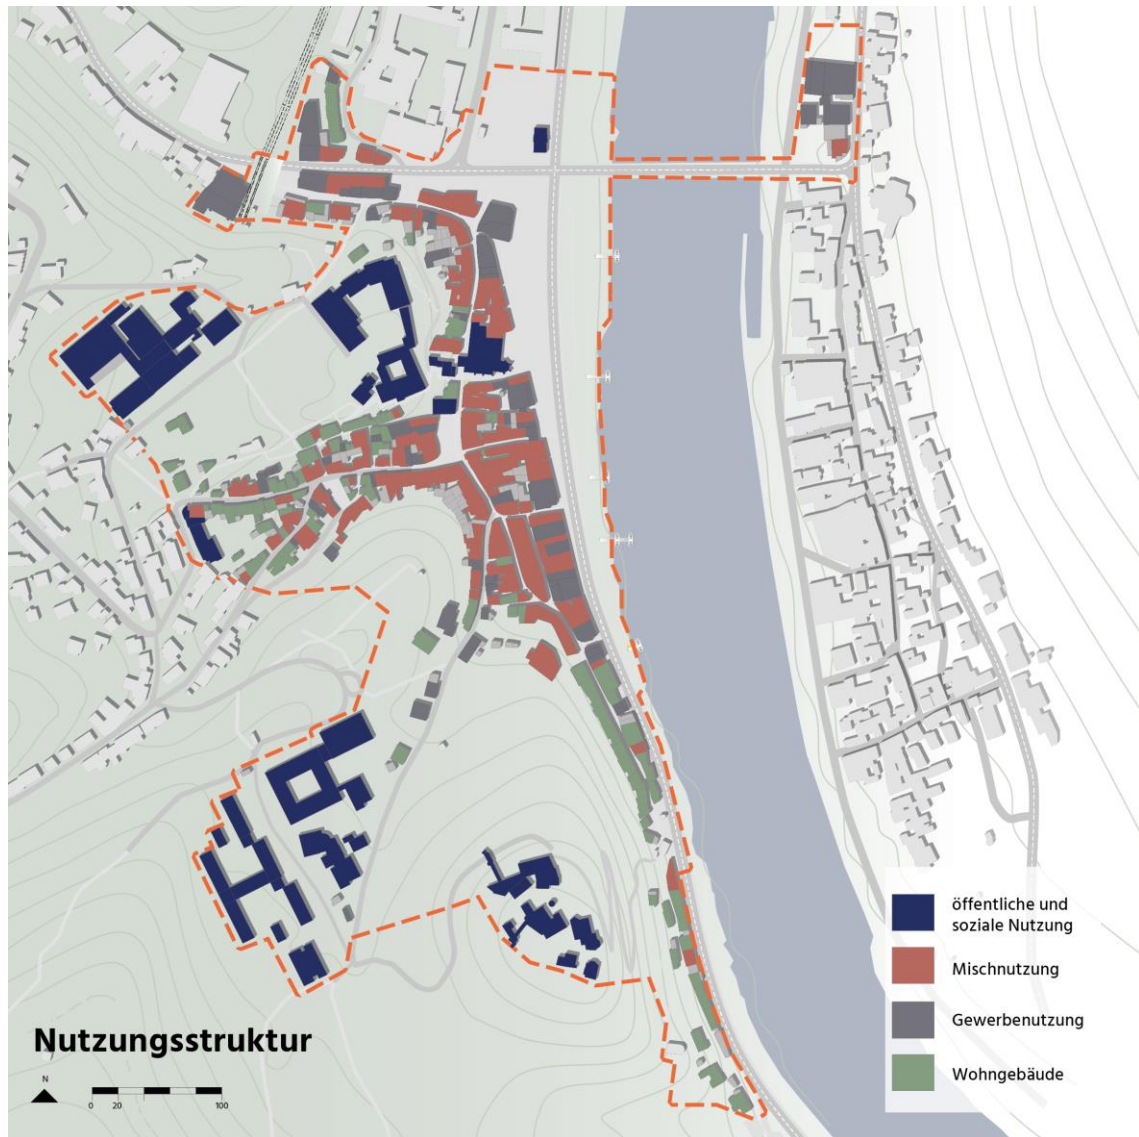 öffentliche und
soziale Nutzung
Mischnutzung
Gewerbenutzung
Wohngebäude
Nutzungsstruktur
N
0 20 100